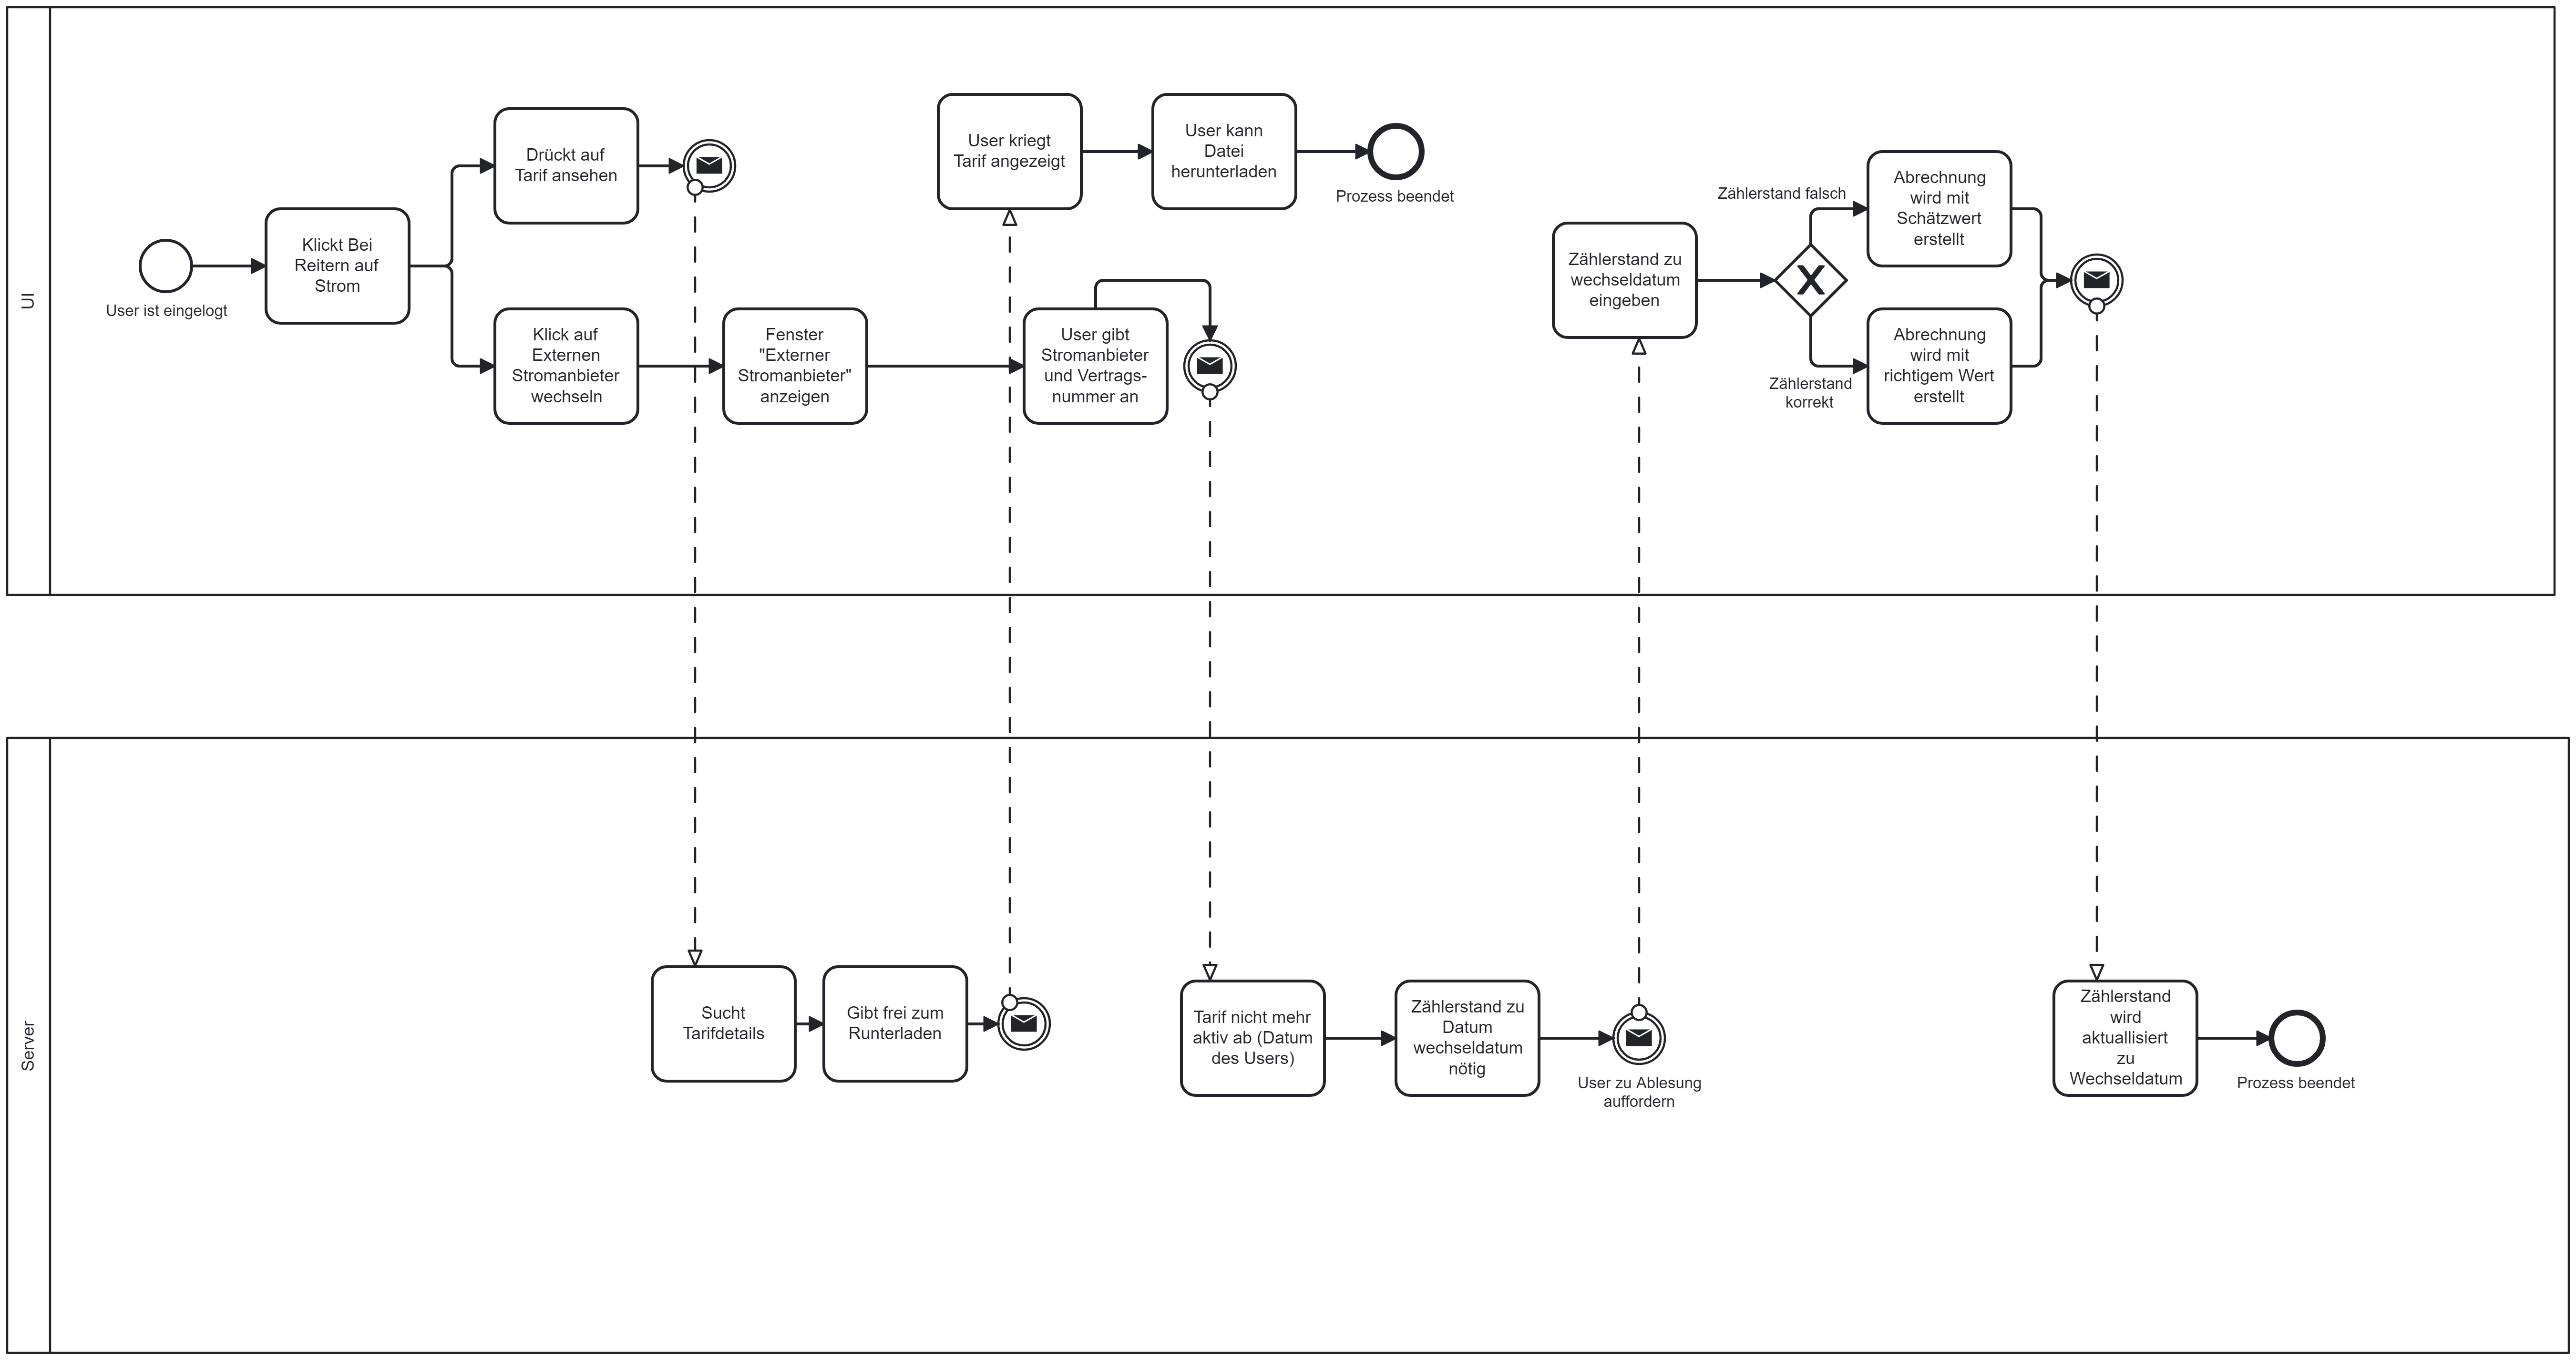 UI
User ist eingelogt
Klickt Bei
Reitern auf
Strom
Drückt auf
Tarif ansehen
Klick auf
Externen
Stromanbieter
wechseln
Fenster
"Externer
Stromanbieter"
anzeigen
User kriegt
Tarif angezeigt
User kann
Datei
herunterladen
Prozess beendet
User gibt
Stromanbieter
und Vertrags-
nummer an
Zählerstand zu
wechseldatum
eingeben
Zählerstand falsch
Zählerstand
korrekt
Abrechnung
wird mit
Schätzwert
erstellt
Abrechnung
wird mit
richtigem Wert
erstellt
Server
Sucht
Tarifdetails
Gibt frei zum
Runterladen
Tarif nicht mehr
aktiv ab (Datum
des Users)
Zählerstand zu
Datum
wechseldatum
nötig
User zu Ablesung
auffordern
Zählerstand
wird
aktuallisiert
zu
Wechseldatum
Prozess beendet